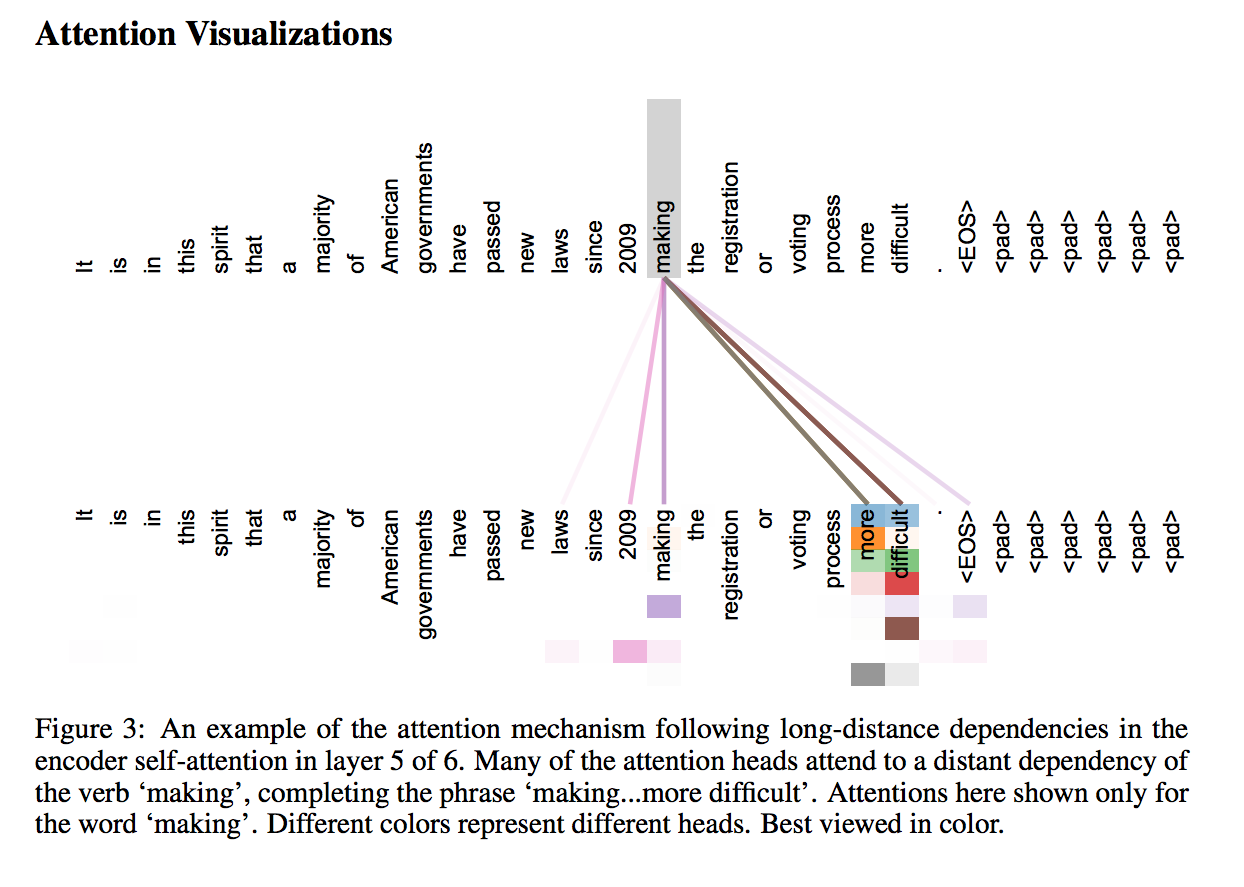 Attention Visualizations
It is in this spirit that a majority of American governments have passed new laws since 2009 making the registration or voting process more difficult . <EOS> <pad> <pad> <pad> <pad> <pad> <pad>
It is in this spirit that a majority of American governments have passed new laws since 2009 making the registration or voting process more difficult . <EOS> <pad> <pad> <pad> <pad> <pad> <pad>
Figure 3: An example of the attention mechanism following long-distance dependencies in the
encoder self-attention in layer 5 of 6. Many of the attention heads attend to a distant dependency of
the verb ‘making’, completing the phrase ‘making...more difficult’. Attentions here shown only for
the word ‘making’. Different colors represent different heads. Best viewed in color.